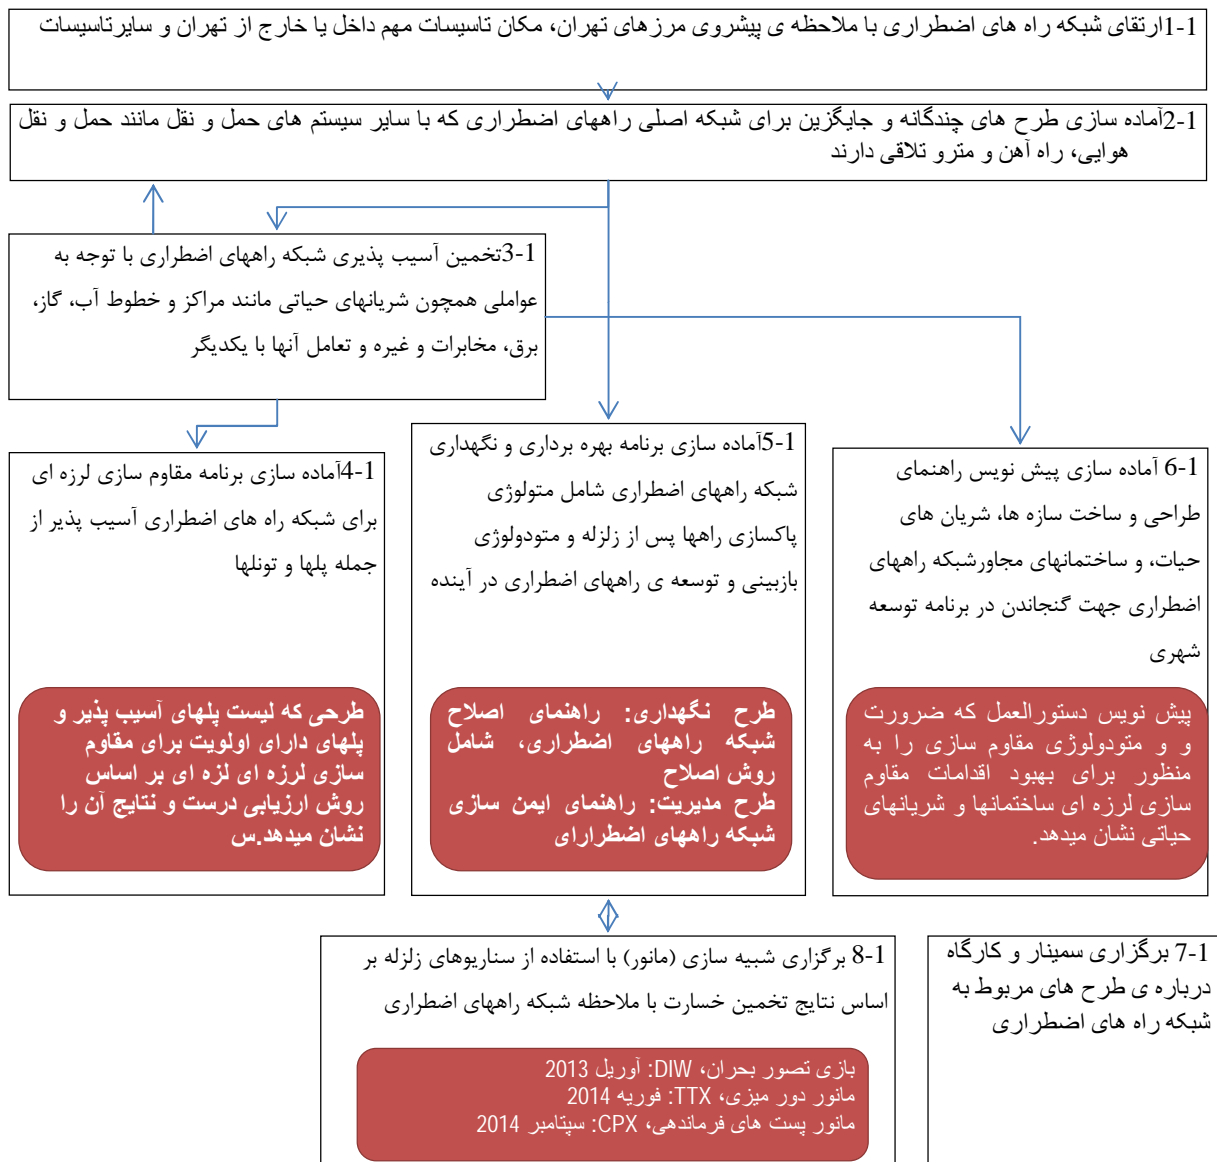 1-1ارتقای شبکه راه های اضطراری با ملاحظه ی پیشروی مرزهای تهران، مکان تاسیسات مهم داخل یا خارج از تهران و سایرتاسیسات
2-1آماده سازی طرح های چندگانه و جایگزین برای شبکه اصلی راههای اضطراری که با سایر سیستم های حمل و نقل مانند حمل و نقل
هوایی، راه آهن و مترو تلاقی دارند
3-1تخمین آسیب پذیری شبکه راههای اضطراری با توجه به
عواملی همچون شریانهای حیاتی مانند مراکز و خطوط آب، گاز،
برق، مخابرات و غیره و تعامل آنها با یکدیگر
4-1آماده سازی برنامه مقاوم سازی لرزه ای
برای شبکه راه های اضطراری آسیب پذیر از
جمله پلها و تونلها
طرحی که لیست پلهای آسیب پذیر و
پلهای دارای اولویت برای مقاوم
سازی لرزه ای لزه ای بر اساس
روش ارزیابی درست و نتایج آن را
نشان میدهد.س
5-1آماده سازی برنامه بهره برداری و نگهداری
شبکه راههای اضطراری شامل متولوژی
پاکسازی راهها پس از زلزله و متودولوژی
بازبینی و توسعه ی راههای اضطراری در آینده
طرح نگهداری: راهنمای اصلاح
شبکه راههای اضطراری، شامل
روش اصلاح
طرح مدیریت: راهنمای ایمن سازی
شبکه راههای اضطرارای
6-1 آماده سازی پیش نویس راهنمای
طراحی و ساخت سازه ها، شریان های
حیات، و ساختمانهای مجاورشبکه راههای
اضطراری جهت گنجاندن در برنامه توسعه
شهری
پیش نویس دستورالعمل که ضرورت
و و متودولوژی مقاوم سازی را به
منظور برای بهبود اقدامات مقاوم
سازی لرزه ای ساختمانها و شریانهای
حیاتی نشان میدهد.
7-1 برگزاری سمینار و کارگاه
درباره ی طرح های مربوط به
شبکه راه های اضطراری
8-1 برگزاری شبیه سازی (مانور) با استفاده از سناریوهای زلزله بر
اساس نتایج تخمین خسارت با ملاحظه شبکه راههای اضطراری
بازی تصور بحران، DIW: آوریل 2013
مانور دور میزی، TTX: فوریه 2014
مانور پست های فرماندهی، CPX: سپتامبر 2014